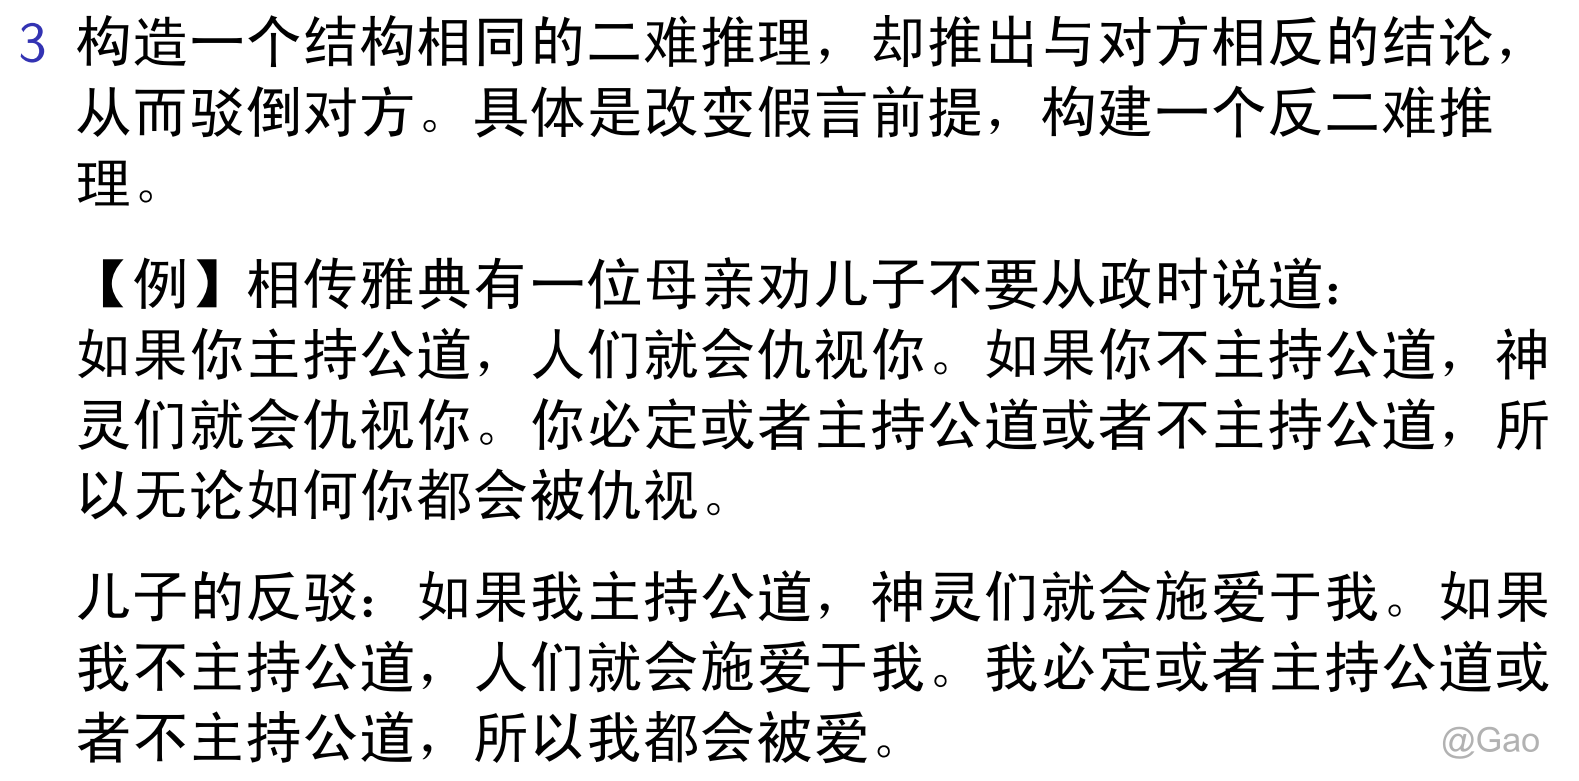 3 构造一个结构相同的二难推理，却推出与对方相反的结论，
从而驳倒对方。具体是改变假言前提，构建一个反二难推
理。
【例】相传雅典有一位母亲劝儿子不要从政时说道：
如果你主持公道，人们就会仇视你。如果你不主持公道，神
灵们就会仇视你。你必定或者主持公道或者不主持公道，所
以无论如何你都会被仇视。
儿子的反驳：如果我主持公道，神灵们就会施爱于我。如果
我不主持公道，人们就会施爱于我。我必定或者主持公道或
者不主持公道，所以我都会被爱。
@Gao